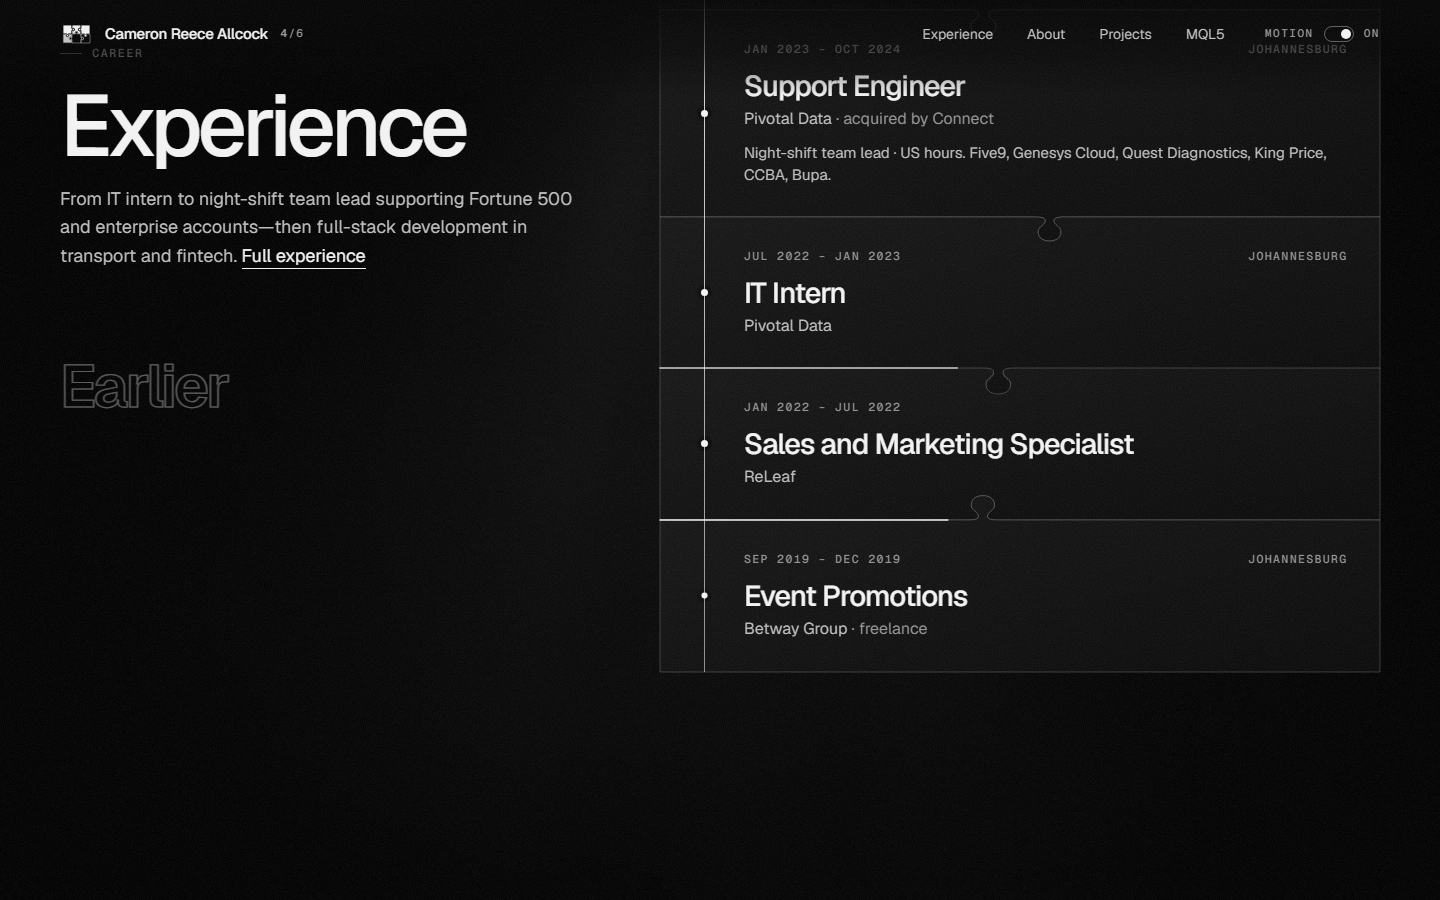 Cameron Reece Allcock 4/6
Experience About Projects MQL5 MOTION ON
CAREER
Experience
From IT intern to night-shift team lead supporting Fortune 500
and enterprise accounts—then full-stack development in
transport and fintech. Full experience
Earlier
JAN 2023 – OCT 2024 JOHANNESBURG
Support Engineer
Pivotal Data · acquired by Connect
Night-shift team lead · US hours. Five9, Genesys Cloud, Quest Diagnostics, King Price,
CCBA, Bupa.
JUL 2022 – JAN 2023 JOHANNESBURG
IT Intern
Pivotal Data
JAN 2022 – JUL 2022
Sales and Marketing Specialist
ReLeaf
SEP 2019 – DEC 2019 JOHANNESBURG
Event Promotions
Betway Group · freelance